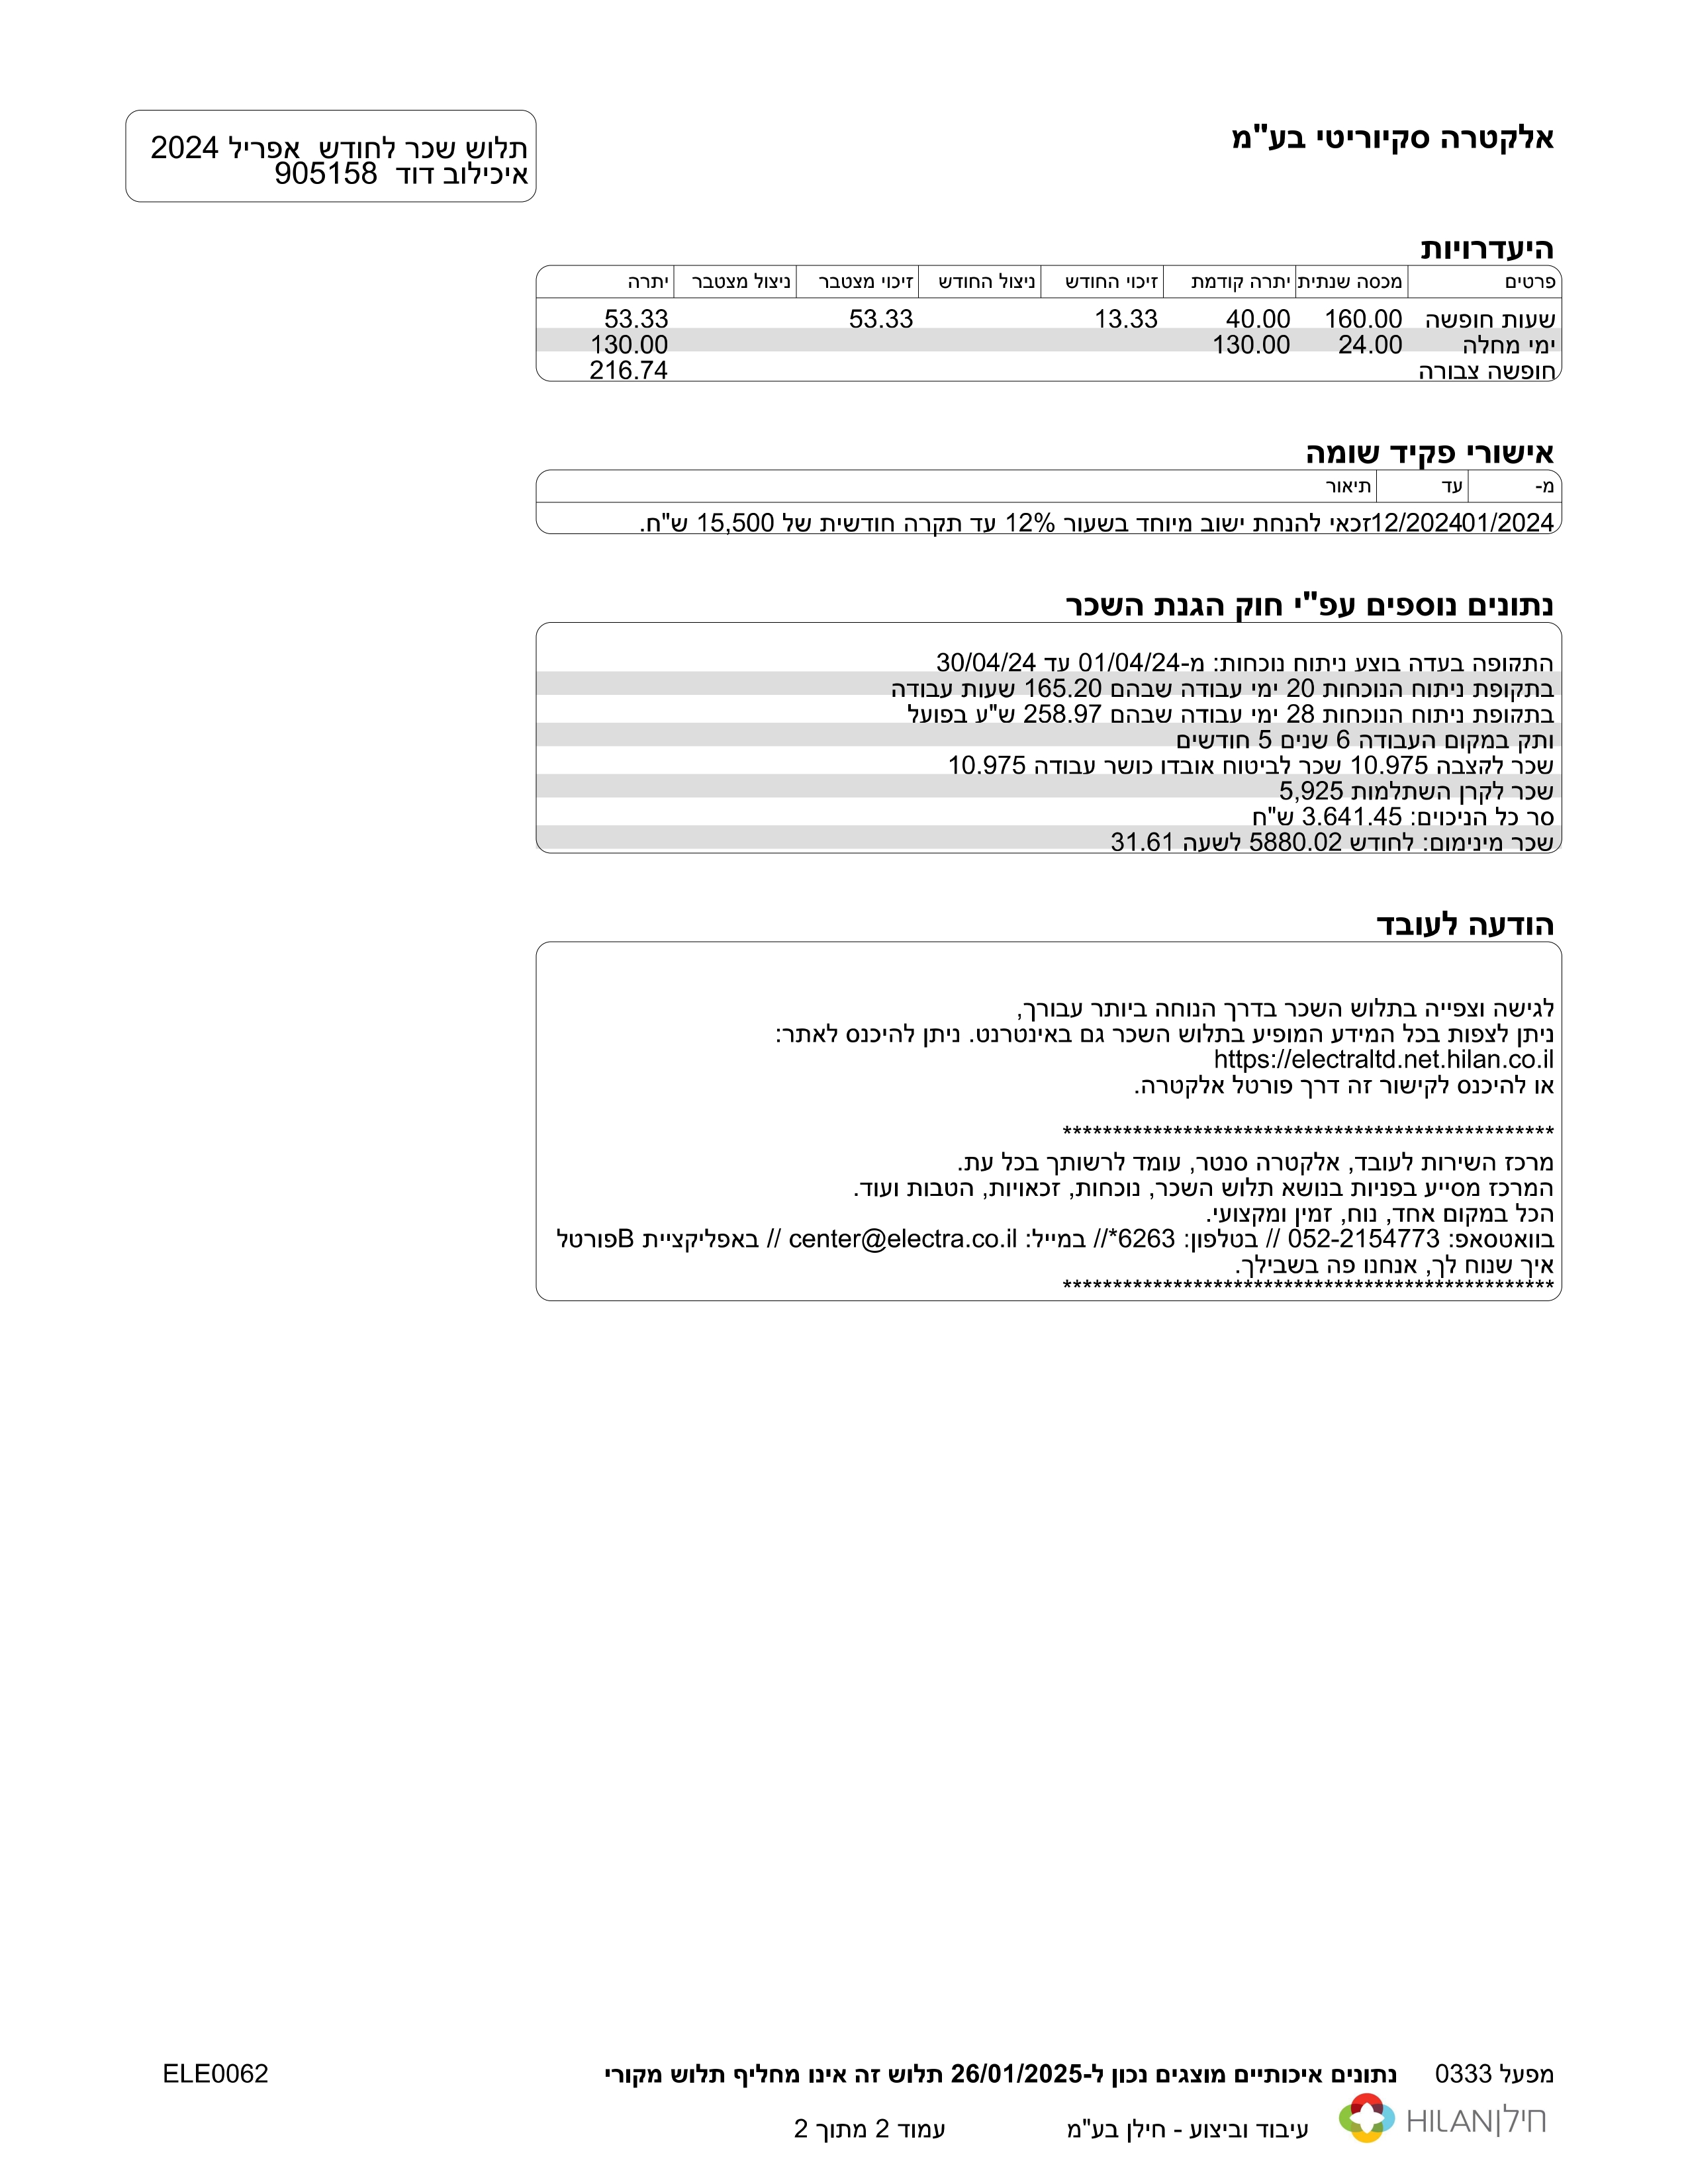 אלקטרה סקיוריטי בע"מ
תלוש שכר לחודש אפריל 2024
איכילוב דוד 905158
היעדרויות
פרטים מכסה שנתית יתרה קודמת זיכוי החודש ניצול החודש זיכוי מצטבר ניצול מצטבר יתרה
שעות חופשה 160.00 40.00 13.33 53.33 53.33
ימי מחלה 24.00 130.00 130.00
חופשה צבורה 216.74
אישורי פקיד שומה
מ- עד תיאור
01/2024 12/2024 זכאי להנחת ישוב מיוחד בשעור 12% עד תקרה חודשית של 15,500 ש"ח.
נתונים נוספים עפ"י חוק הגנת השכר
התקופה בעדה בוצע ניתוח נוכחות: מ-01/04/24 עד 30/04/24
בתקופת ניתוח הנוכחות 20 ימי עבודה שבהם 165.20 שעות עבודה
בתקופת ניתוח הנוכחות 28 ימי עבודה שבהם 258.97 ש"ע בפועל
ותק במקום העבודה 6 שנים 5 חודשים
שכר לקצבה 10,975 שכר לביטוח אובדן כושר עבודה 10,975
שכר לקרן השתלמות 5,925
סך כל הניכוים: 3,641.45 ש"ח
שכר מינימום: לחודש 5880.02 לשעה 31.61
הודעה לעובד
לגישה וצפייה בתלוש השכר בדרך הנוחה ביותר עבורך,
ניתן לצפות בכל המידע המופיע בתלוש השכר גם באינטרנט. ניתן להיכנס לאתר:
https://electraltd.net.hilan.co.il
או להיכנס לקישור זה דרך פורטל אלקטרה.
*************************************************
מרכז השירות לעובד, אלקטרה סנטר, עומד לרשותך בכל עת.
המרכז מסייע בפניות בנושא תלוש השכר, נוכחות, זכאויות, הטבות ועוד.
הכל במקום אחד, נוח, זמין ומקצועי.
בוואטסאפ: 052-2154773 // בטלפון: 6263*// במייל: center@electra.co.il // באפליקציית Bפורטל
איך שנוח לך, אנחנו פה בשבילך.
*************************************************
מפעל 0333 נתונים איכותיים מוצגים נכון ל-26/01/2025 תלוש זה אינו מחליף תלוש מקורי ELE0062
חילן|HILAN עיבוד וביצוע - חילן בע"מ עמוד 2 מתוך 2